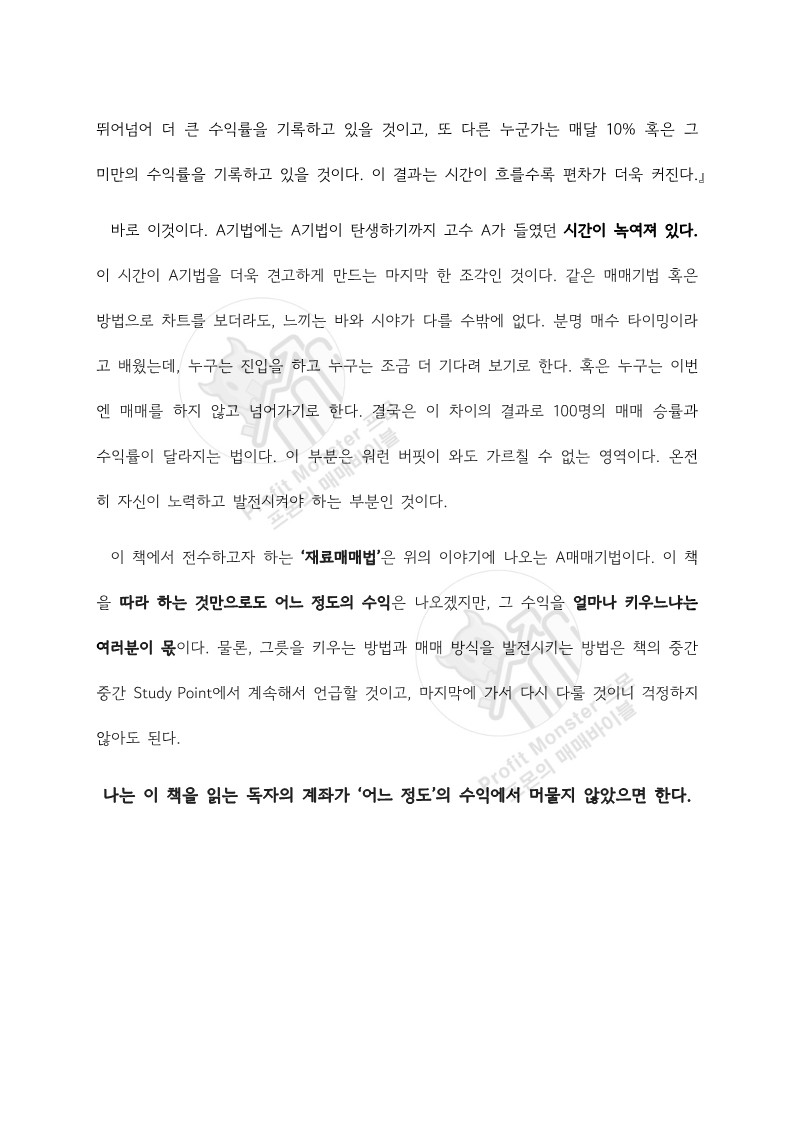 뛰어넘어 더 큰 수익률을 기록하고 있을 것이고, 또 다른 누군가는 매달 10% 혹은 그
미만의 수익률을 기록하고 있을 것이다. 이 결과는 시간이 흐를수록 편차가 더욱 커진다.』
바로 이것이다. A기법에는 A기법이 탄생하기까지 고수 A가 들였던 시간이 녹여져 있다.
이 시간이 A기법을 더욱 견고하게 만드는 마지막 한 조각인 것이다. 같은 매매기법 혹은
방법으로 차트를 보더라도, 느끼는 바와 시야가 다를 수밖에 없다. 분명 매수 타이밍이라
고 배웠는데, 누구는 진입을 하고 누구는 조금 더 기다려 보기로 한다. 혹은 누구는 이번
엔 매매를 하지 않고 넘어가기로 한다. 결국은 이 차이의 결과로 100명의 매매 승률과
수익률이 달라지는 법이다. 이 부분은 워런 버핏이 와도 가르칠 수 없는 영역이다. 온전
히 자신이 노력하고 발전시켜야 하는 부분인 것이다.
Profit Monster 프몬
프몬의 매매바이블
이 책에서 전수하고자 하는 ‘재료매매법’은 위의 이야기에 나오는 A매매기법이다. 이 책
을 따라 하는 것만으로도 어느 정도의 수익은 나오겠지만, 그 수익을 얼마나 키우느냐는
여러분이 몫이다. 물론, 그릇을 키우는 방법과 매매 방식을 발전시키는 방법은 책의 중간
중간 Study Point에서 계속해서 언급할 것이고, 마지막에 가서 다시 다룰 것이니 걱정하지
않아도 된다.
Profit Monster 프몬
프몬의 매매바이블
나는 이 책을 읽는 독자의 계좌가 ‘어느 정도’의 수익에서 머물지 않았으면 한다.